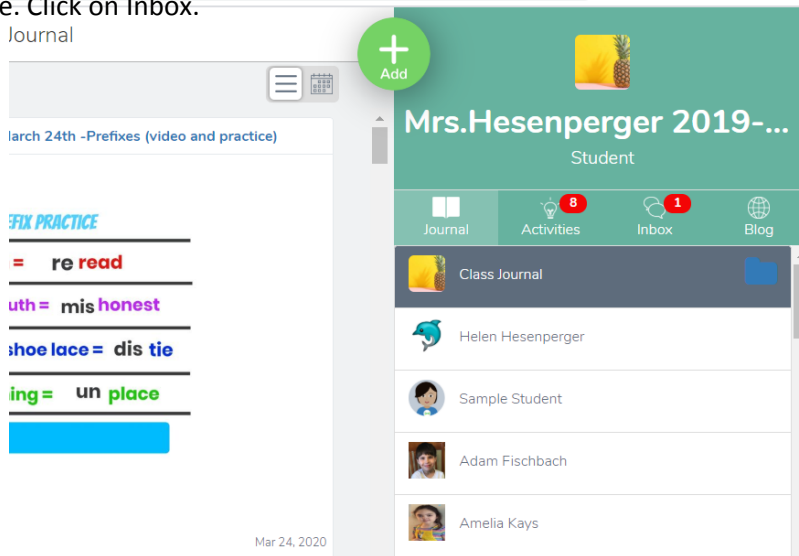 e. Click on Inbox.
Journal
Add
arch 24th -Prefixes (video and practice)
EFIX PRACTICE
= re read
uth = mis honest
shoe lace = dis tie
ing = un place
Mar 24, 2020
Mrs.Hesenperger 2019-...
Student
8
1
Journal Activities Inbox Blog
Class Journal
Helen Hesenperger
Sample Student
Adam Fischbach
Amelia Kays